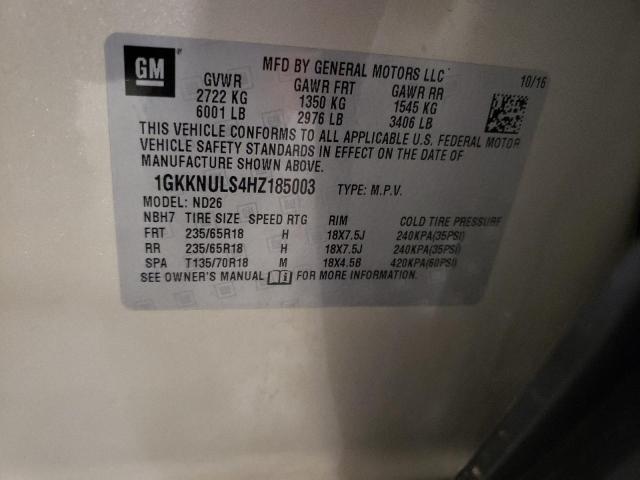 GM
MFD BY GENERAL MOTORS LLC
10/16
GVWR GAWR FRT GAWR RR
2722 KG 1350 KG 1545 KG
6001 LB 2976 LB 3406 LB
THIS VEHICLE CONFORMS TO ALL APPLICABLE U.S. FEDERAL MOTOR
VEHICLE SAFETY STANDARDS IN EFFECT ON THE DATE OF
MANUFACTURE SHOWN ABOVE.
1GKKNULS4HZ185003 TYPE: M.P.V.
MODEL: ND26
NBH7 TIRE SIZE SPEED RTG RIM COLD TIRE PRESSURE
FRT 235/65R18 H 18X7.5J 240KPA(35PSI)
RR 235/65R18 H 18X7.5J 240KPA(35PSI)
SPA T135/70R18 M 18X4.5B 420KPA(60PSI)
SEE OWNER'S MANUAL i FOR MORE INFORMATION.